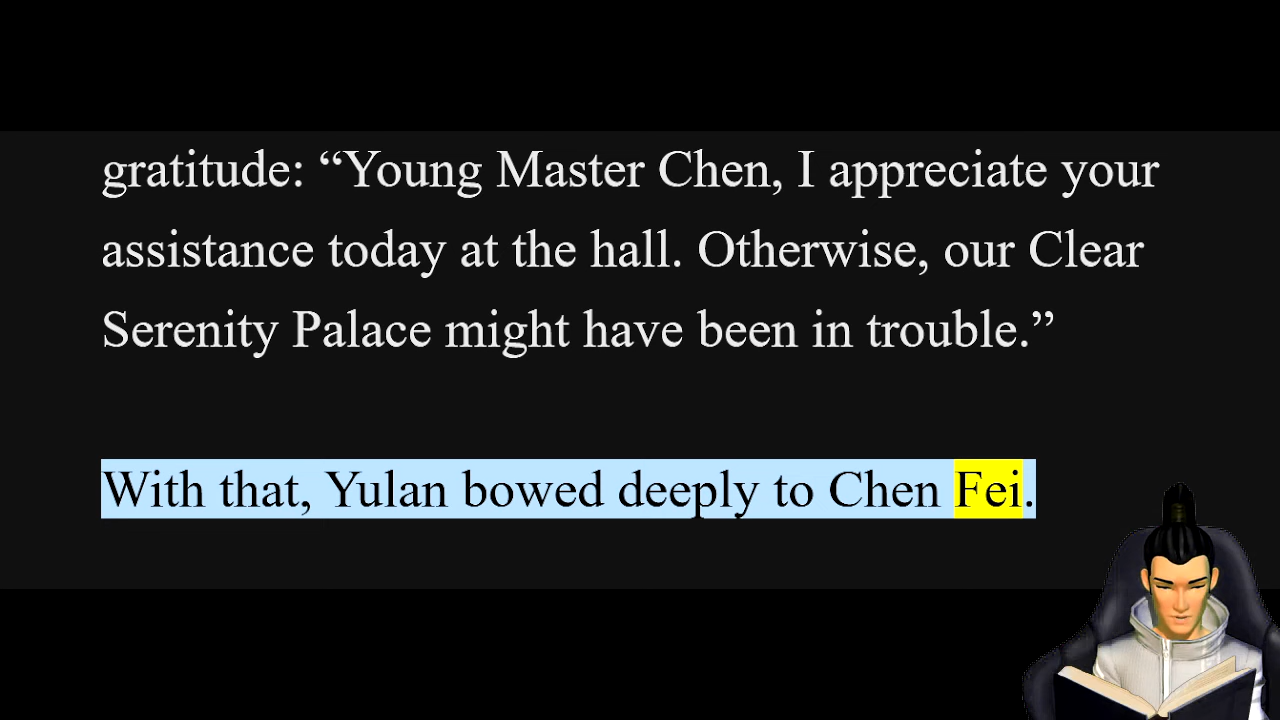 gratitude: “Young Master Chen, I appreciate your
assistance today at the hall. Otherwise, our Clear
Serenity Palace might have been in trouble.”
With that, Yulan bowed deeply to Chen Fei.